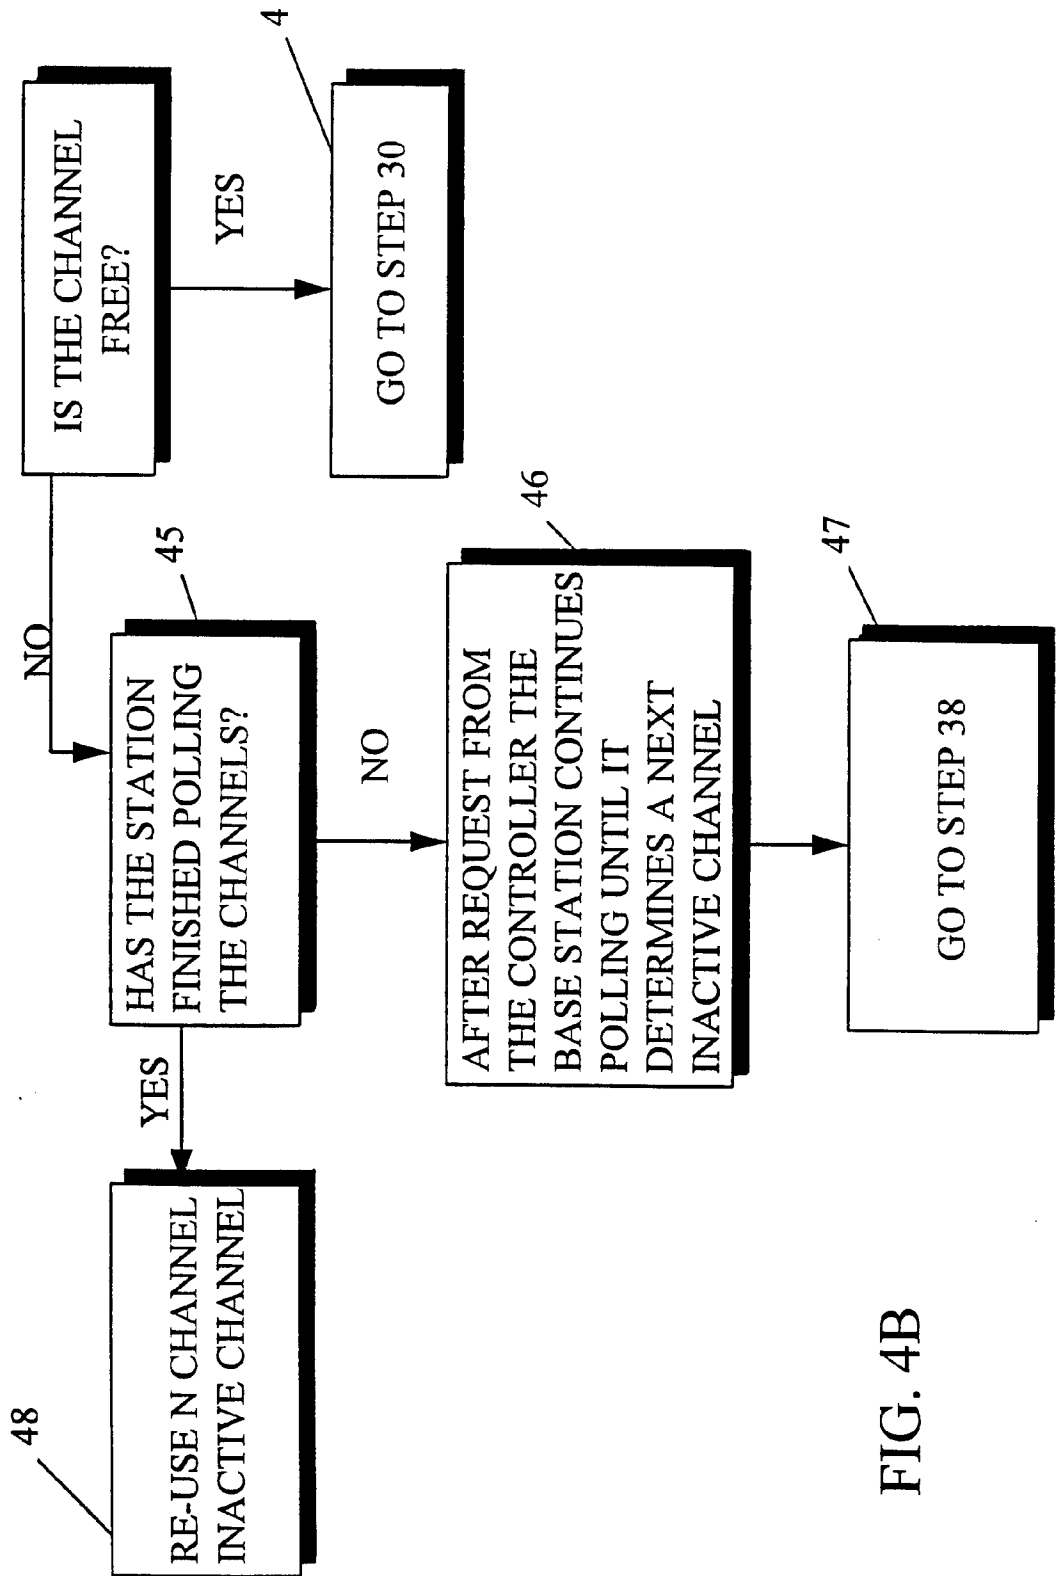 IS THE CHANNEL
FREE?
YES
4
GO TO STEP 30
NO
45
HAS THE STATION
FINISHED POLLING
THE CHANNELS?
NO
46
AFTER REQUEST FROM
THE CONTROLLER THE
BASE STATION CONTINUES
POLLING UNTIL IT
DETERMINES A NEXT
INACTIVE CHANNEL
47
GO TO STEP 38
YES
48
RE-USE N CHANNEL
INACTIVE CHANNEL
FIG. 4B